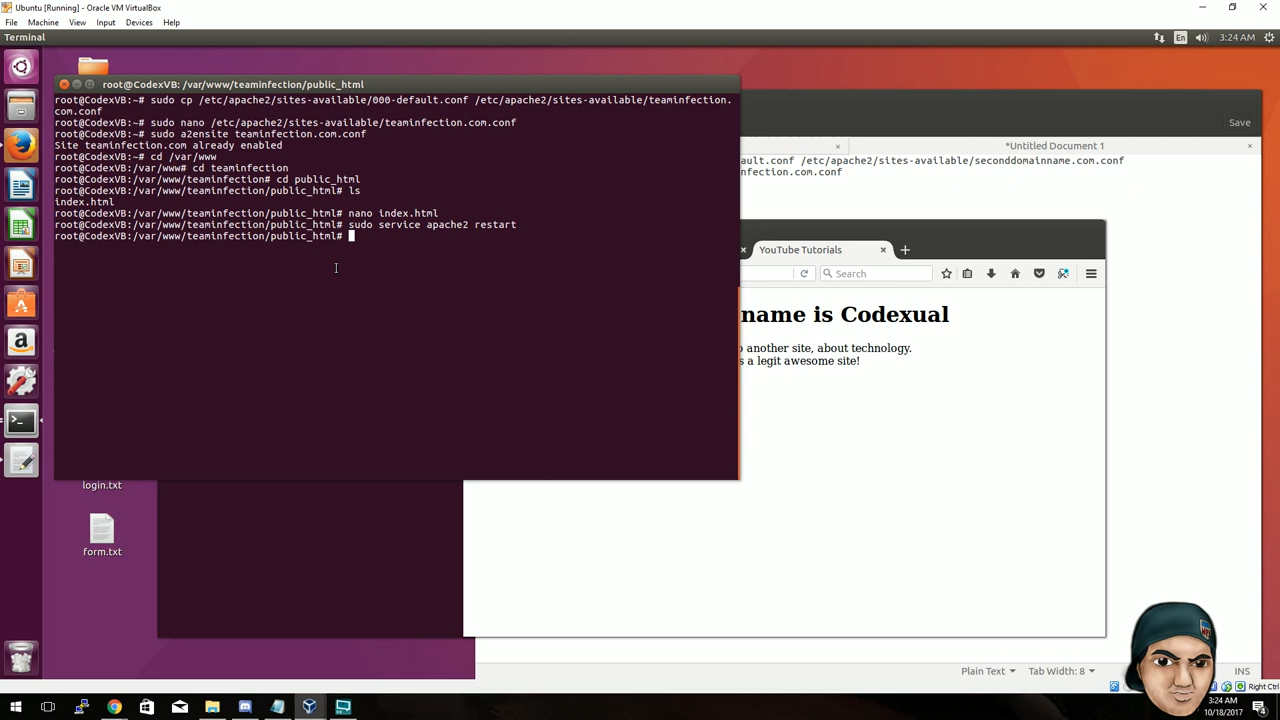 Ubuntu [Running] - Oracle VM VirtualBox
File Machine View Input Devices Help
Terminal
En
3:24 AM
root@CodexVB: /var/www/teaminfection/public_html
root@CodexVB:~# sudo cp /etc/apache2/sites-available/000-default.conf /etc/apache2/sites-available/teaminfection.
com.conf
root@CodexVB:~# sudo nano /etc/apache2/sites-available/teaminfection.com.conf
root@CodexVB:~# sudo a2ensite teaminfection.com.conf
Site teaminfection.com already enabled
root@CodexVB:~# cd /var/www
root@CodexVB:/var/www# cd teaminfection
root@CodexVB:/var/www/teaminfection# cd public_html
root@CodexVB:/var/www/teaminfection/public_html# ls
index.html
root@CodexVB:/var/www/teaminfection/public_html# nano index.html
root@CodexVB:/var/www/teaminfection/public_html# sudo service apache2 restart
root@CodexVB:/var/www/teaminfection/public_html#
Save
*Untitled Document 1
ault.conf /etc/apache2/sites-available/seconddomainname.com.conf
nfection.com.conf
YouTube Tutorials
Search
name is Codexual
o another site, about technology.
s a legit awesome site!
login.txt
form.txt
Plain Text
Tab Width: 8
INS
Right Ctrl
3:24 AM
10/18/2017